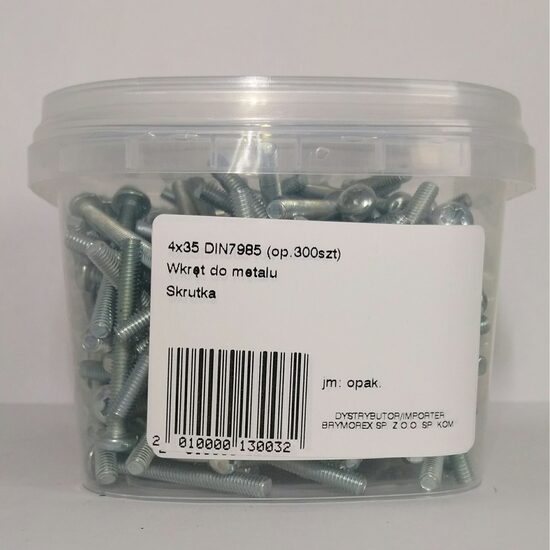 4x35 DIN7985 (op.300szt)
Wkręt do metalu
Skrutka
jm: opak.
2 010000 130032
DYSTRYBUTOR/IMPORTER
BRYMOREX SP. Z O.O. SP. KOM